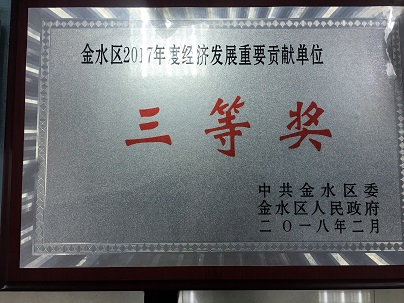 金水区2017年度经济发展重要贡献单位
三等奖
中共金水区委
金水区人民政府
二〇一八年二月